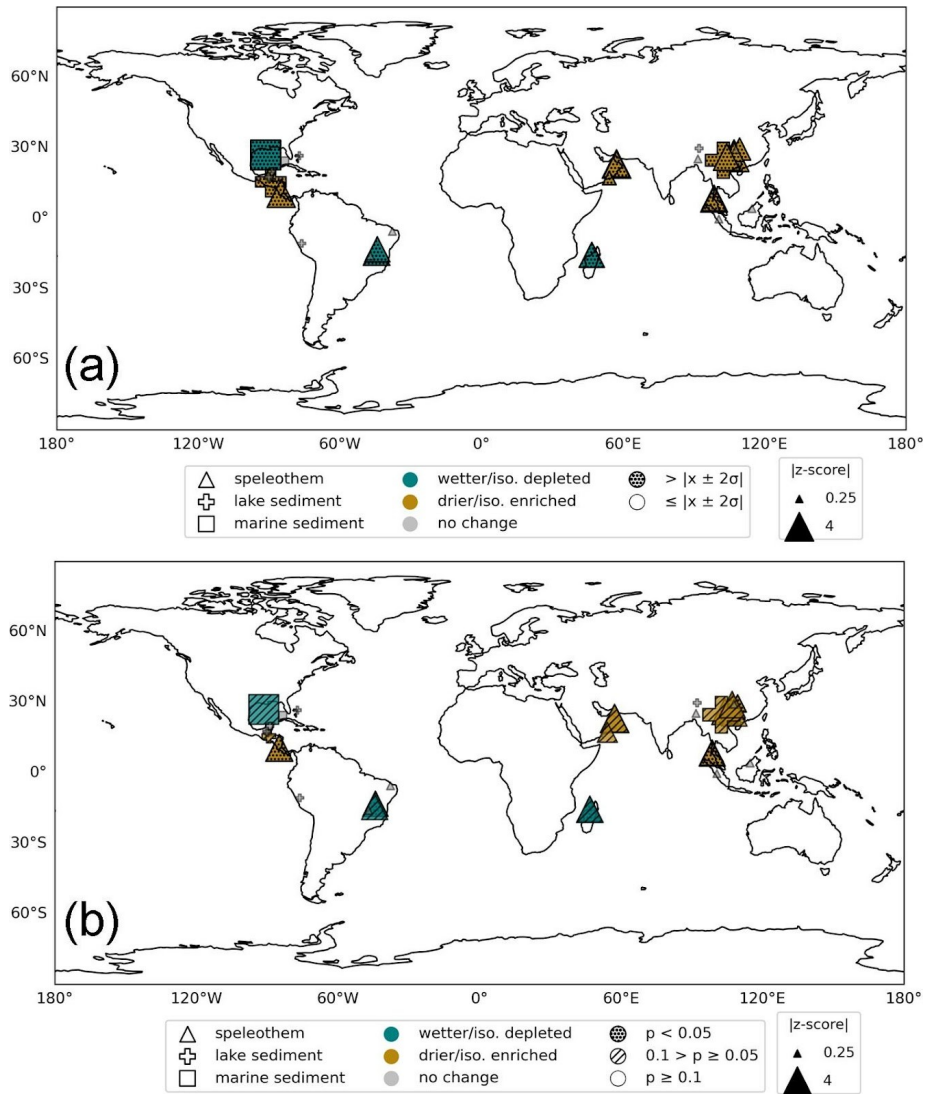 60°N
30°N
0°
30°S
60°S
(a)
180° 120°W 60°W 0° 60°E 120°E 180°
speleothem wetter/iso. depleted > |x ± 2σ| |z-score|
lake sediment drier/iso. enriched ≤ |x ± 2σ| 0.25
marine sediment no change 4
60°N
30°N
0°
30°S
60°S
(b)
180° 120°W 60°W 0° 60°E 120°E 180°
speleothem wetter/iso. depleted p < 0.05 |z-score|
lake sediment drier/iso. enriched 0.1 > p ≥ 0.05 0.25
marine sediment no change p ≥ 0.1 4